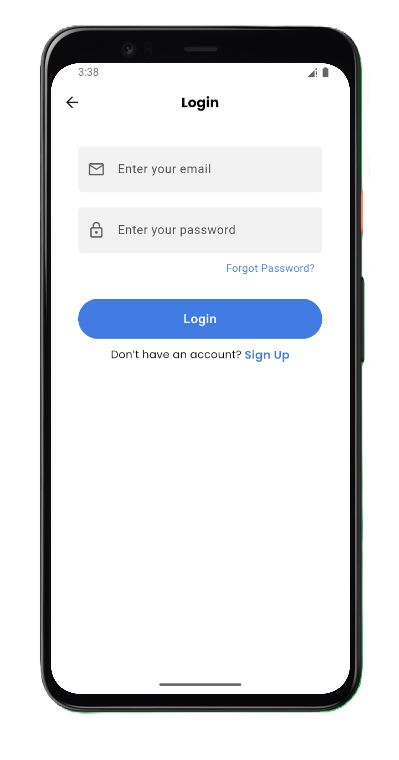 3:38
Login
Enter your email
Enter your password
Forgot Password?
Login
Don't have an account? Sign Up